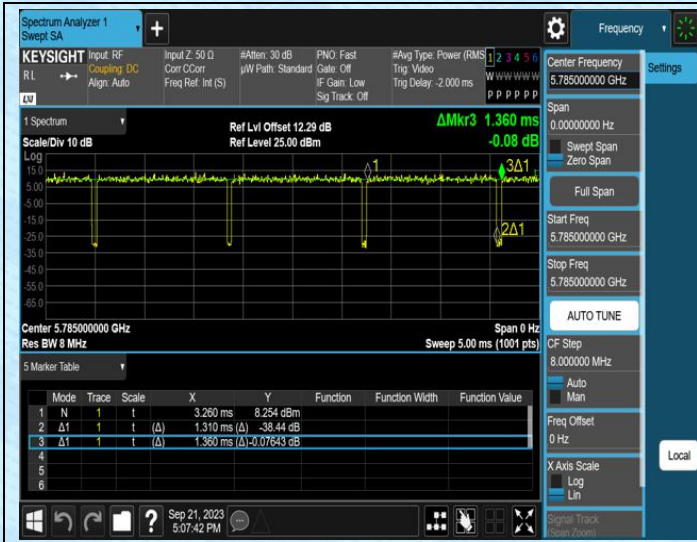 Spectrum Analyzer 1
Swept SA
Frequency
KEYSIGHT
RL
LXI
Input: RF
Coupling: DC
Align: Auto
Input Z: 50 Ω
Corr CCorr
Freq Ref: Int (S)
#Atten: 30 dB
µW Path: Standard
PNO: Fast
Gate: Off
IF Gain: Low
Sig Track: Off
#Avg Type: Power (RMS
Trig: Video
Trig Delay: -2.000 ms
1 2 3 4 5 6
W W W W W W
P P P P P P
1 Spectrum
Scale/Div 10 dB
Ref Lvl Offset 12.29 dB
Ref Level 25.00 dBm
ΔMkr3 1.360 ms
-0.08 dB
Log
15.0
5.00
-5.00
-15.0
-25.0
-35.0
-45.0
-55.0
-65.0
1
3Δ1
2Δ1
Center 5.785000000 GHz
Res BW 8 MHz
Span 0 Hz
Sweep 5.00 ms (1001 pts)
5 Marker Table
Mode Trace Scale X Y Function Function Width Function Value
1 N 1 t 3.260 ms 8.254 dBm
2 Δ1 1 t (Δ) 1.310 ms (Δ) -38.44 dB
3 Δ1 1 t (Δ) 1.360 ms (Δ) -0.07643 dB
4
5
6
Sep 21, 2023
5:07:42 PM
Center Frequency
5.785000000 GHz
Span
0.00000000 Hz
Swept Span
Zero Span
Full Span
Start Freq
5.785000000 GHz
Stop Freq
5.785000000 GHz
AUTO TUNE
CF Step
8.000000 MHz
Auto
Man
Freq Offset
0 Hz
X Axis Scale
Log
Lin
Signal Track
(Span Zoom)
Settings
Local